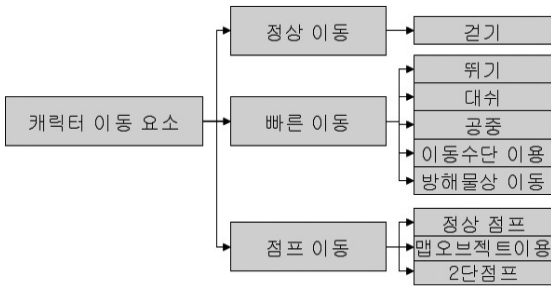 캐릭터 이동 요소
정상 이동
걷기
빠른 이동
뛰기
대쉬
공중
이동수단 이용
방해물상 이동
점프 이동
정상 점프
맵오브젝트이용
2단점프